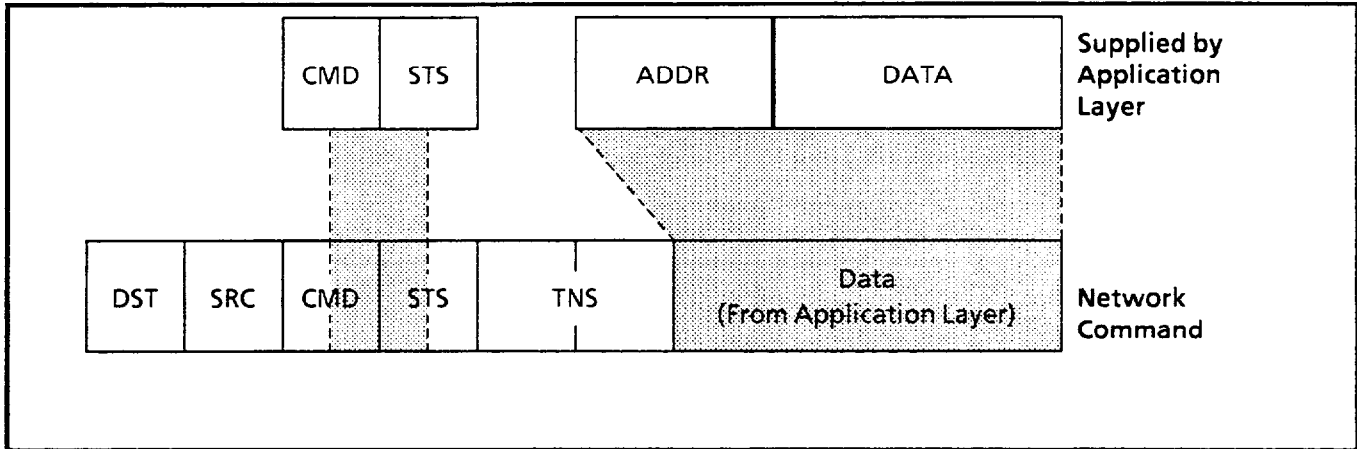 CMD STS ADDR DATA
Supplied by
Application
Layer
DST SRC CMD STS TNS
Data
(From Application Layer)
Network
Command